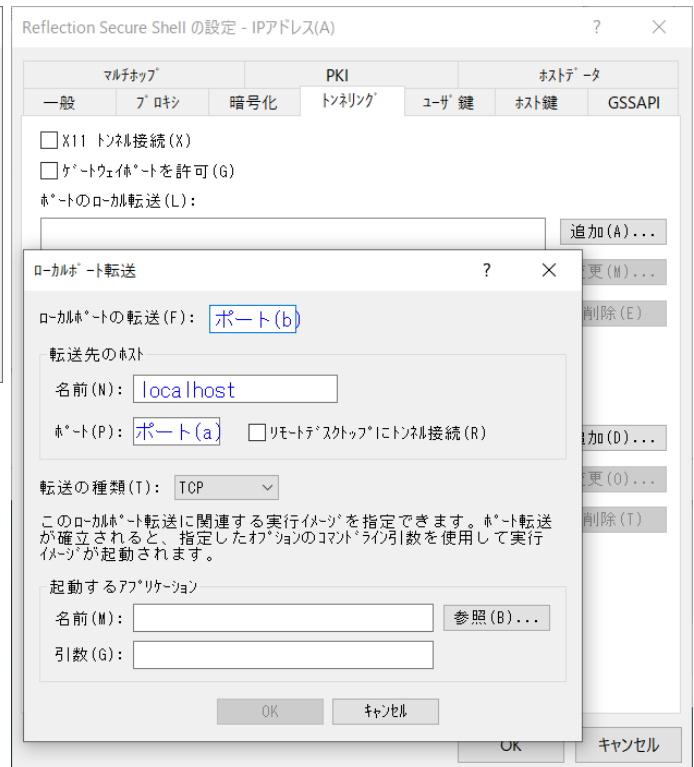 Reflection Secure Shell の設定 - IPアドレス(A)
? ×
マルチホップ PKI ホストデータ
一般 プロキシ 暗号化 トンネリング ユーザ鍵 ホスト鍵 GSSAPI
X11 トンネル接続(X)
ゲートウェイポートを許可(G)
ポートのローカル転送(L):
追加(A)...
更(M)...
削除(E)
ローカルポート転送
? ×
ローカルポートの転送(F): ポート(b)
転送先のホスト
名前(N): localhost
ポート(P): ポート(a) リモートデスクトップにトンネル接続(R)
加(D)...
転送の種類(T): TCP
更(O)...
このローカルポート転送に関連する実行イメージを指定できます。ポート転送
が確立されると、指定したオプションのコマンドライン引数を使用して実行
イメージが起動されます。
削除(T)
起動するアプリケーション
名前(M): 参照(B)...
引数(G):
OK キャンセル
OK キャンセル